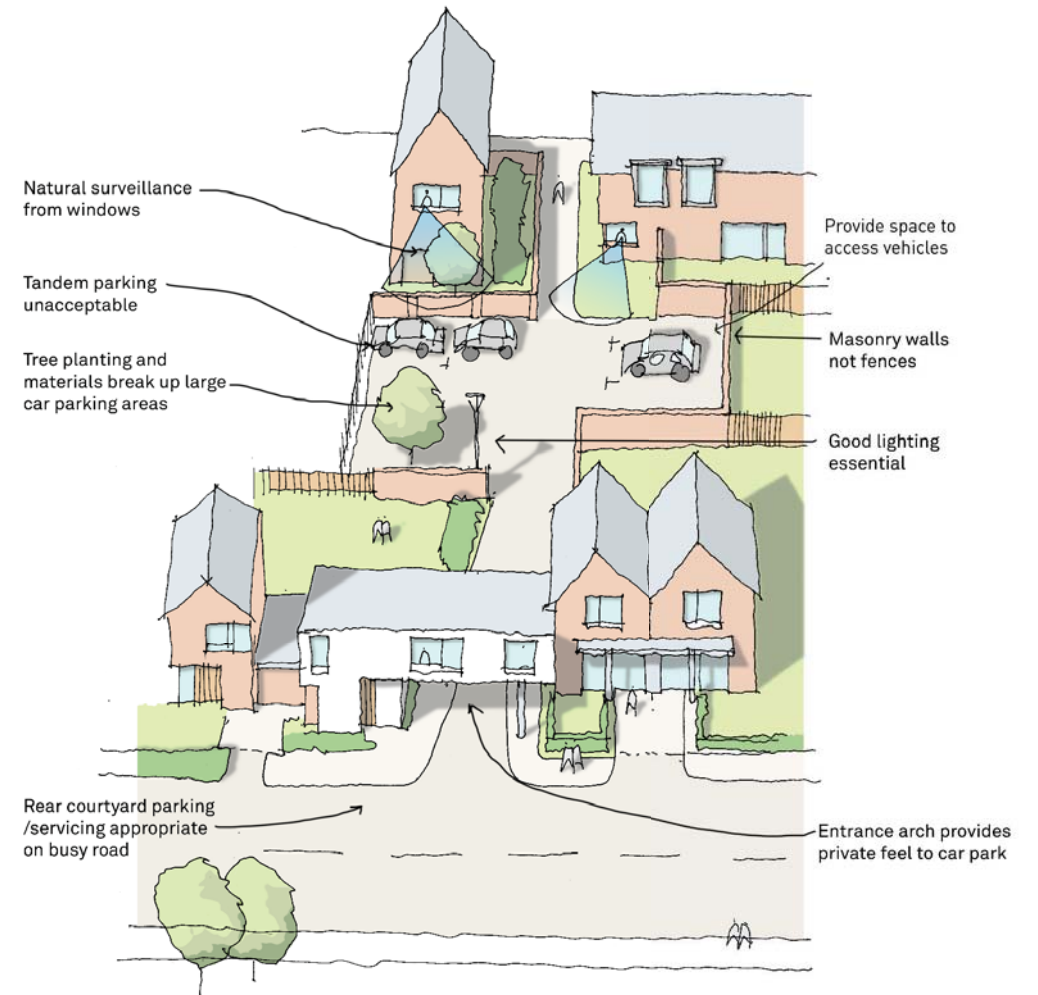 Natural surveillance
from windows
Tandem parking
unacceptable
Tree planting and
materials break up large
car parking areas
Rear courtyard parking
/servicing appropriate
on busy road
Provide space to
access vehicles
Masonry walls
not fences
Good lighting
essential
Entrance arch provides
private feel to car park